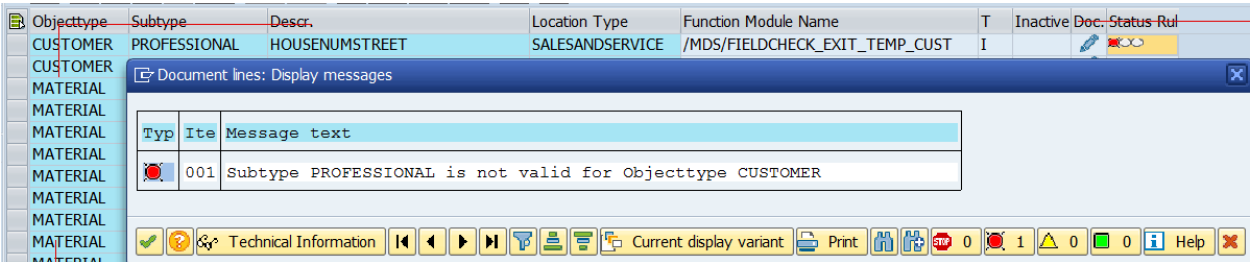 Objecttype Subtype Descr. Location Type Function Module Name T Inactive Doc. Status Rul
CUSTOMER PROFESSIONAL HOUSENUMSTREET SALESANDSERVICE /MDS/FIELDCHECK_EXIT_TEMP_CUST I
CUSTOMER
Document lines: Display messages
MATERIAL
MATERIAL
MATERIAL
Typ Ite Message text
MATERIAL
MATERIAL
001 Subtype PROFESSIONAL is not valid for Objecttype CUSTOMER
MATERIAL
MATERIAL
MATERIAL
Technical Information Current display variant Print STOP 0 1 0 0 i Help